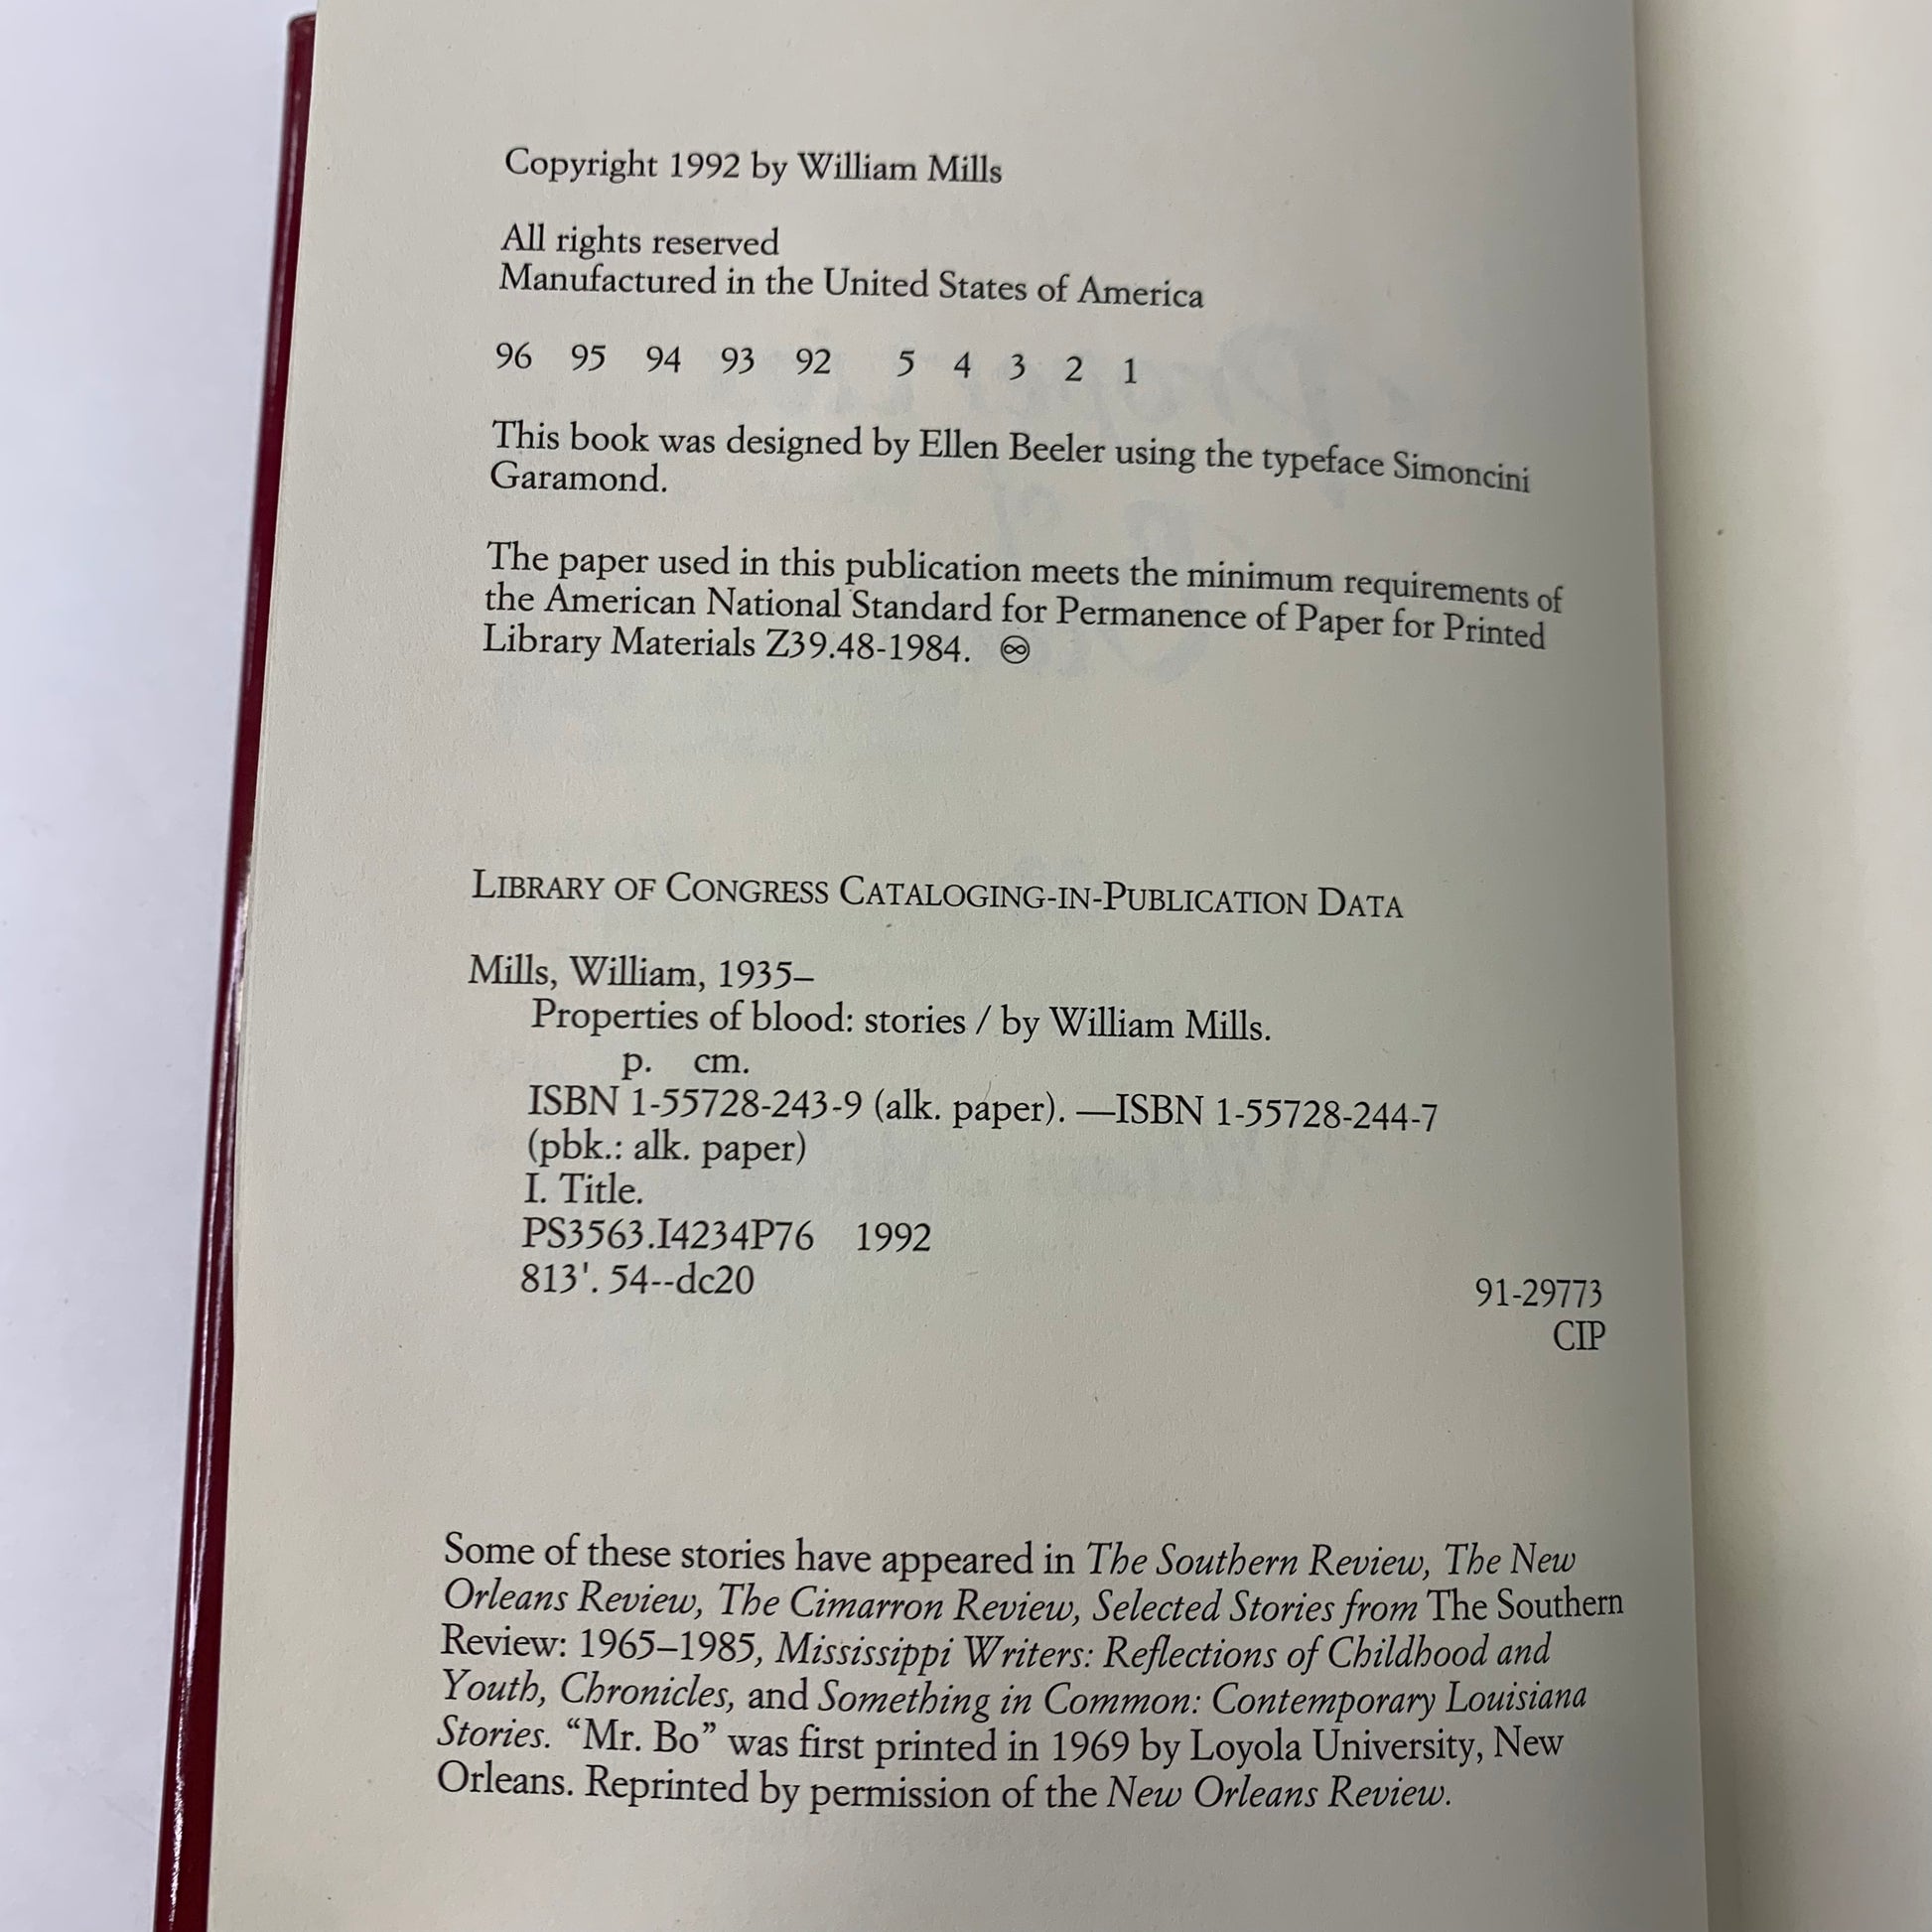 Copyright 1992 by William Mills
All rights reserved
Manufactured in the United States of America
96 95 94 93 92 5 4 3 2 1
This book was designed by Ellen Beeler using the typeface Simoncini
Garamond.
The paper used in this publication meets the minimum requirements of
the American National Standard for Permanence of Paper for Printed
Library Materials Z39.48-1984. ♾
LIBRARY OF CONGRESS CATALOGING-IN-PUBLICATION DATA
Mills, William, 1935–
Properties of blood: stories / by William Mills.
p. cm.
ISBN 1-55728-243-9 (alk. paper). —ISBN 1-55728-244-7
(pbk.: alk. paper)
I. Title.
PS3563.I4234P76 1992
813'. 54--dc20
91-29773
CIP
Some of these stories have appeared in The Southern Review, The New
Orleans Review, The Cimarron Review, Selected Stories from The Southern
Review: 1965–1985, Mississippi Writers: Reflections of Childhood and
Youth, Chronicles, and Something in Common: Contemporary Louisiana
Stories. “Mr. Bo” was first printed in 1969 by Loyola University, New
Orleans. Reprinted by permission of the New Orleans Review.